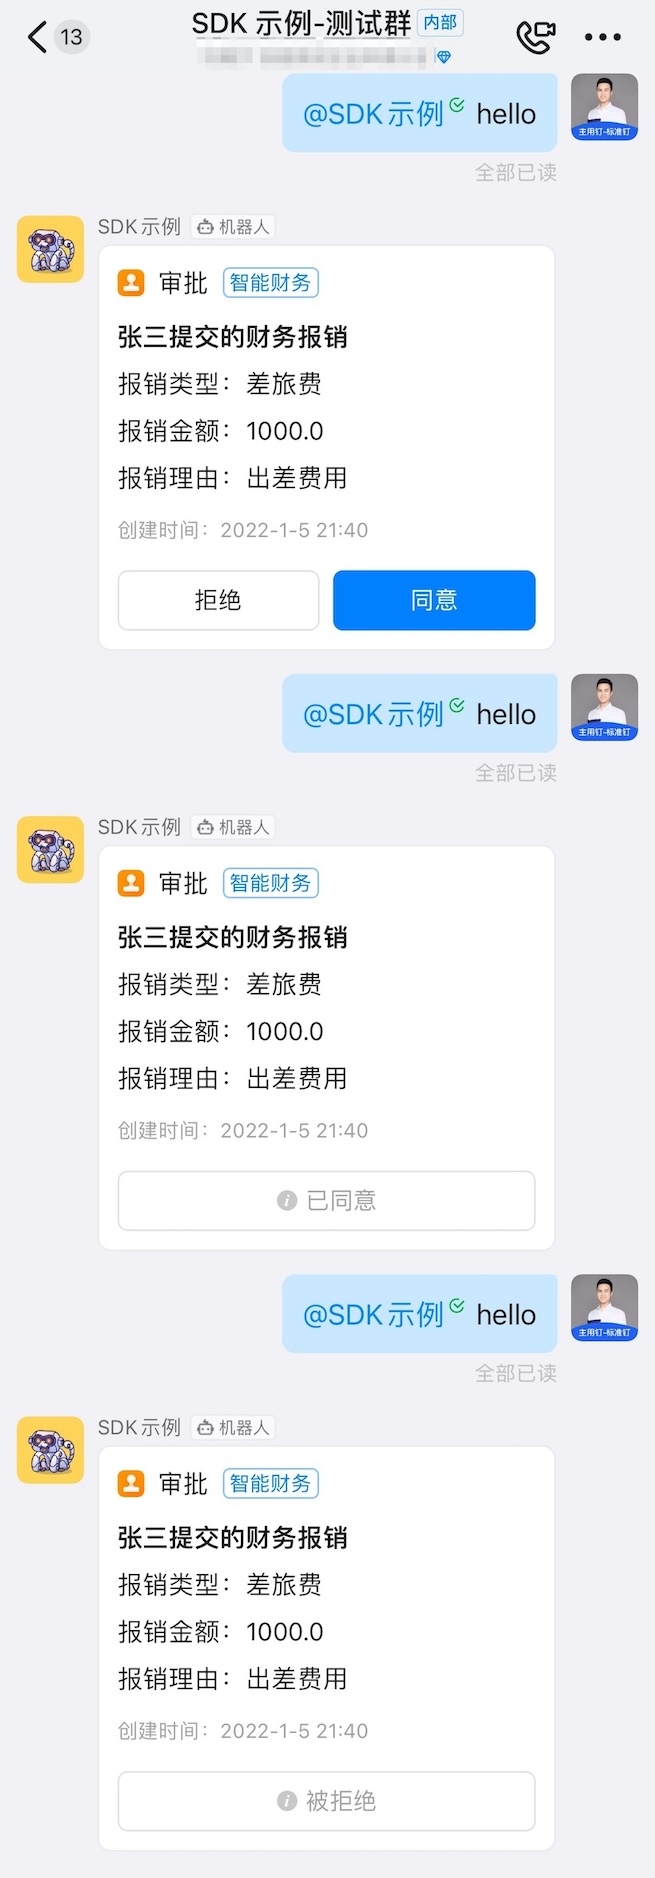 13
SDK 示例-测试群 内部
@SDK 示例 hello
主用钉-标准钉
全部已读
SDK示例 机器人
审批 智能财务
张三提交的财务报销
报销类型：差旅费
报销金额：1000.0
报销理由：出差费用
创建时间：2022-1-5 21:40
拒绝 同意
@SDK 示例 hello
主用钉-标准钉
全部已读
SDK示例 机器人
审批 智能财务
张三提交的财务报销
报销类型：差旅费
报销金额：1000.0
报销理由：出差费用
创建时间：2022-1-5 21:40
已同意
@SDK 示例 hello
主用钉-标准钉
全部已读
SDK示例 机器人
审批 智能财务
张三提交的财务报销
报销类型：差旅费
报销金额：1000.0
报销理由：出差费用
创建时间：2022-1-5 21:40
被拒绝